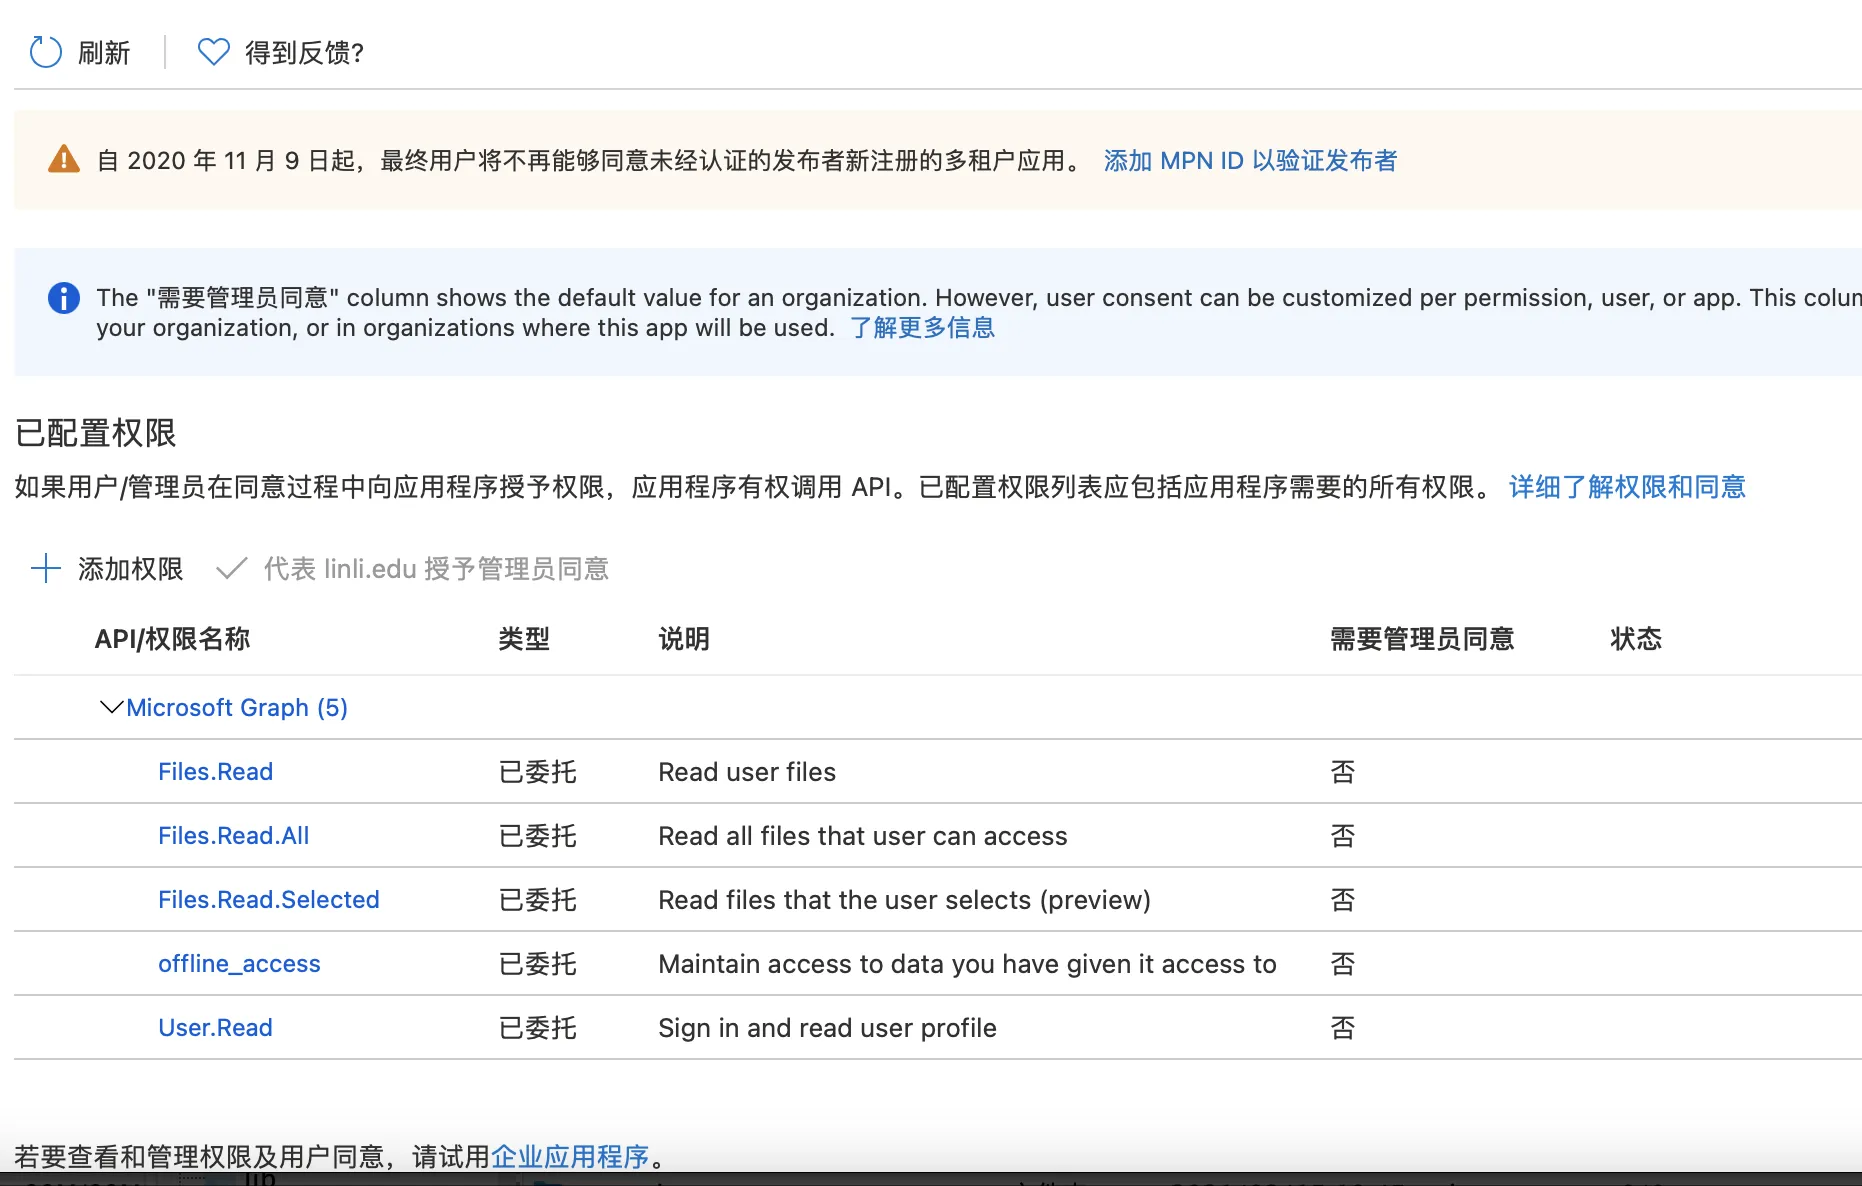 刷新 得到反馈?
自 2020 年 11 月 9 日起，最终用户将不再能够同意未经认证的发布者新注册的多租户应用。 添加 MPN ID 以验证发布者
The "需要管理员同意" column shows the default value for an organization. However, user consent can be customized per permission, user, or app. This colum
your organization, or in organizations where this app will be used. 了解更多信息
已配置权限
如果用户/管理员在同意过程中向应用程序授予权限，应用程序有权调用 API。已配置权限列表应包括应用程序需要的所有权限。 详细了解权限和同意
添加权限 代表 linli.edu 授予管理员同意
API/权限名称 类型 说明 需要管理员同意 状态
Microsoft Graph (5)
Files.Read 已委托 Read user files 否
Files.Read.All 已委托 Read all files that user can access 否
Files.Read.Selected 已委托 Read files that the user selects (preview) 否
offline_access 已委托 Maintain access to data you have given it access to 否
User.Read 已委托 Sign in and read user profile 否
若要查看和管理权限及用户同意，请试用企业应用程序。